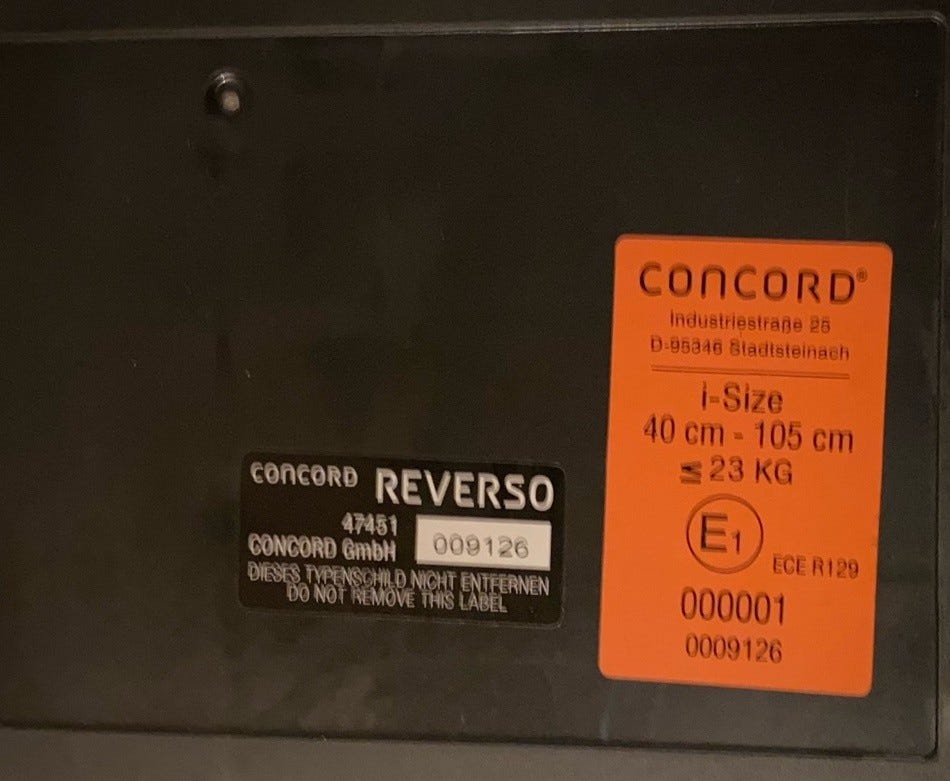 CONCORD REVERSO
47451
CONCORD GmbH 009126
DIESES TYPENSCHILD NICHT ENTFERNEN
DO NOT REMOVE THIS LABEL
CONCORD®
Industriestraße 25
D-95346 Stadtsteinach
i-Size
40 cm - 105 cm
≦ 23 KG
E1
ECE R129
000001
0009126